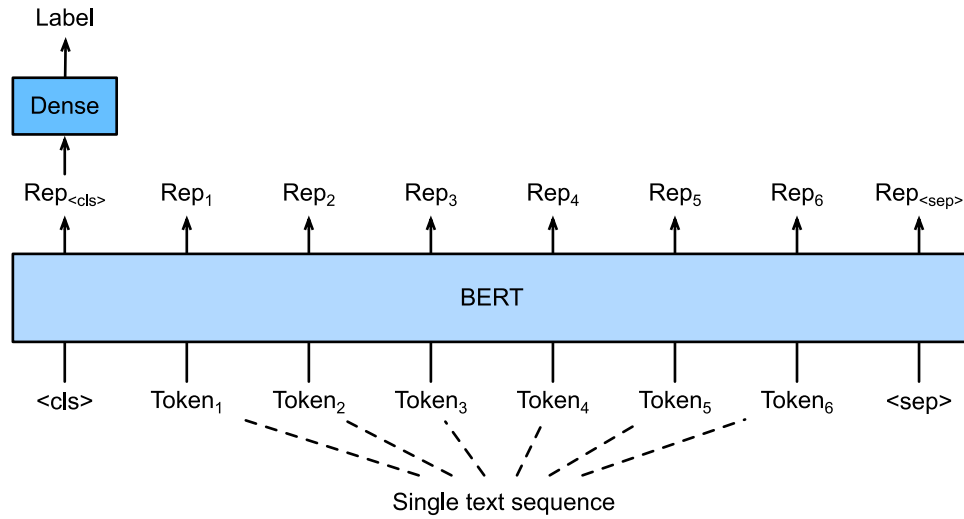 Label
Dense
Rep<cls> Rep1 Rep2 Rep3 Rep4 Rep5 Rep6 Rep<sep>
BERT
<cls> Token1 Token2 Token3 Token4 Token5 Token6 <sep>
Single text sequence